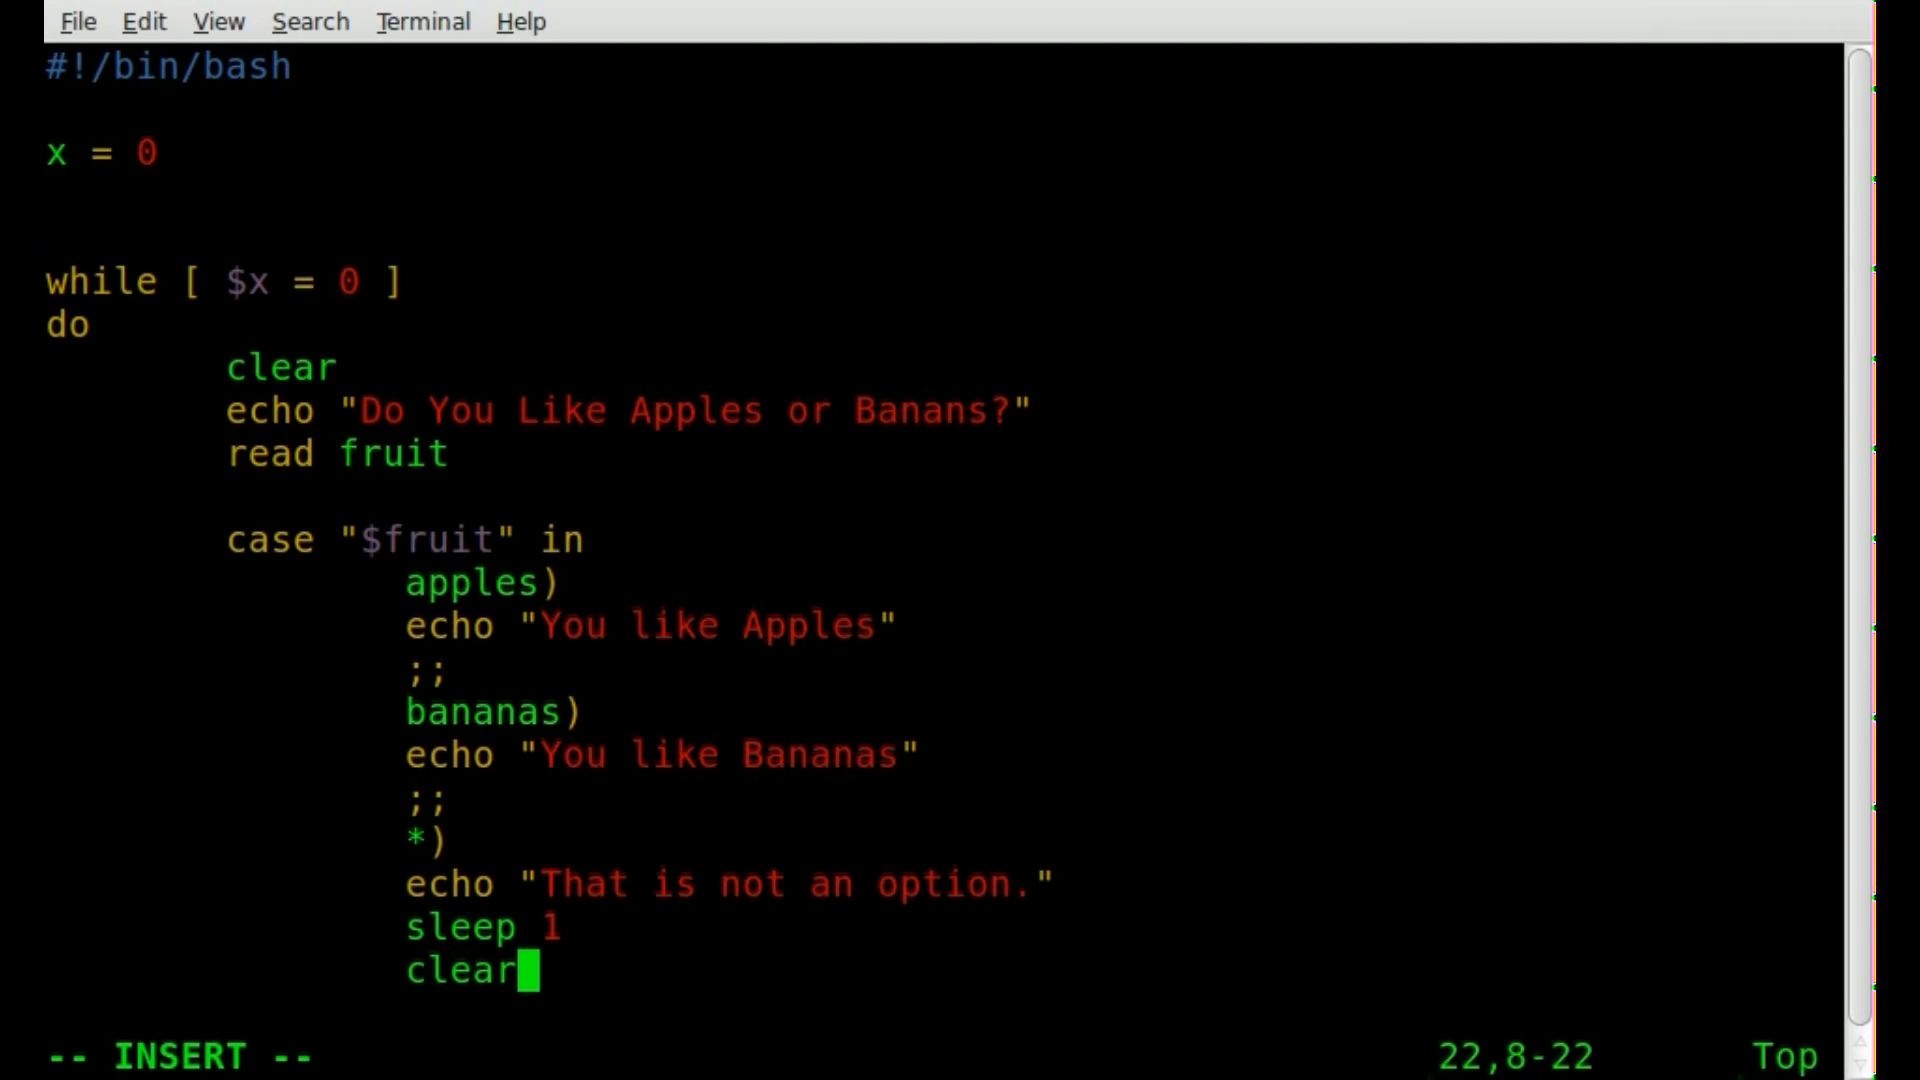 File Edit View Search Terminal Help
#!/bin/bash
x = 0
while [ $x = 0 ]
do
clear
echo "Do You Like Apples or Banans?"
read fruit
case "$fruit" in
apples)
echo "You like Apples"
;;
bananas)
echo "You like Bananas"
;;
*)
echo "That is not an option."
sleep 1
clear
-- INSERT -- 22,8-22 Top